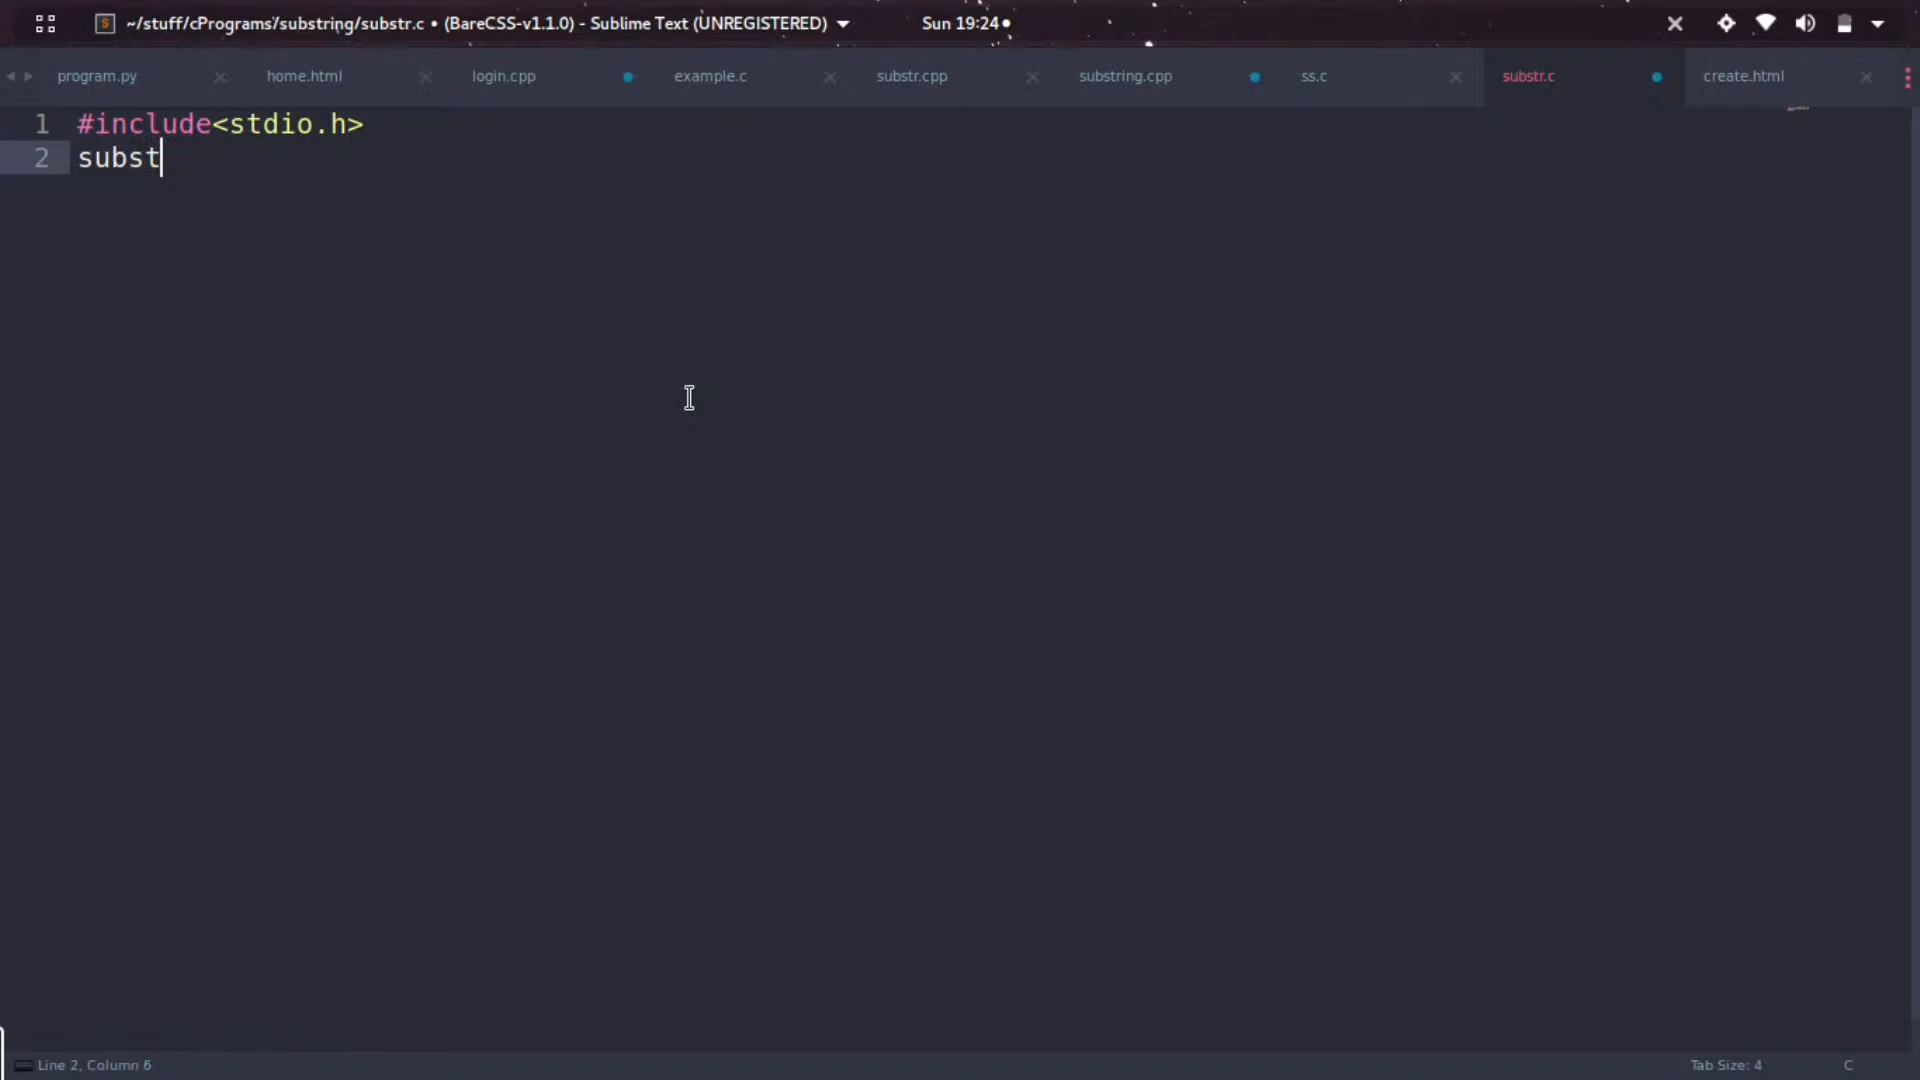 ~/stuff/cPrograms/substring/substr.c • (BareCSS-v1.1.0) - Sublime Text (UNREGISTERED)
Sun 19:24
program.py
home.html
login.cpp
example.c
substr.cpp
substring.cpp
ss.c
substr.c
create.html
1 #include<stdio.h>
2 subst
Line 2, Column 6
Tab Size: 4
C